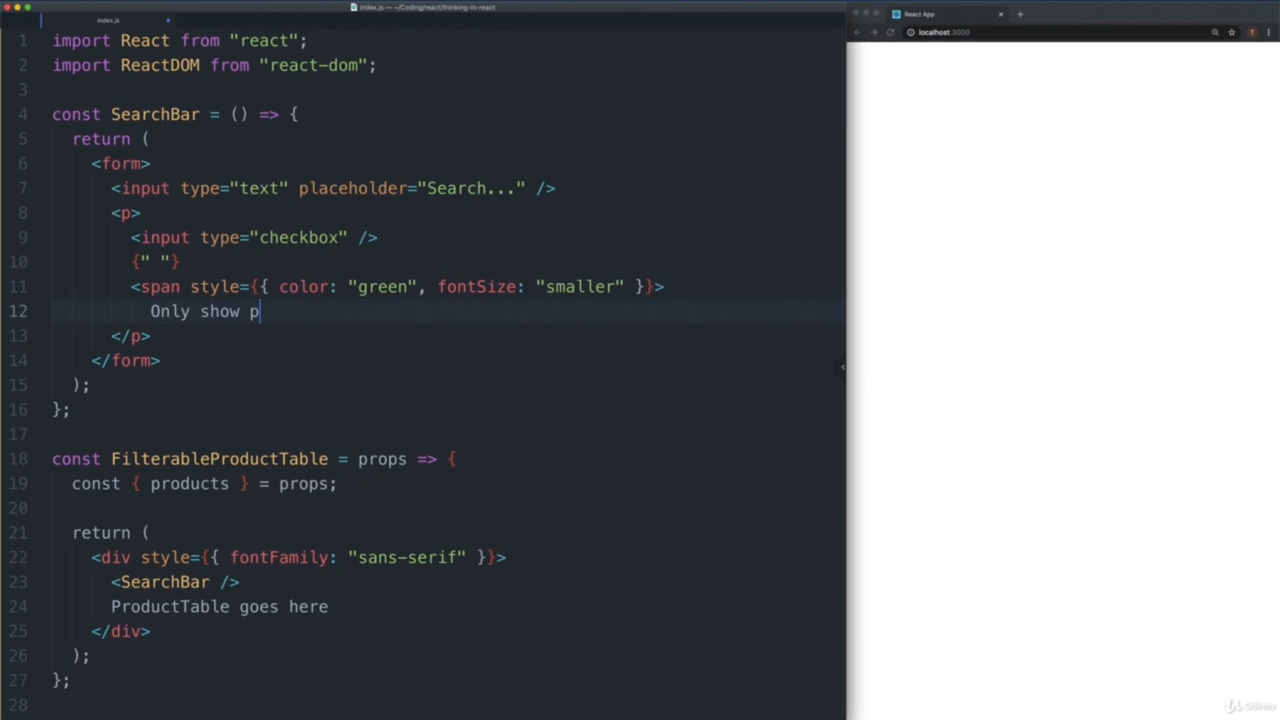 index.js — ~/Coding/react/thinking-in-react
index.js
1 import React from "react";
2 import ReactDOM from "react-dom";
3
4 const SearchBar = () => {
5 return (
6 <form>
7 <input type="text" placeholder="Search..." />
8 <p>
9 <input type="checkbox" />
10 {" "}
11 <span style={{ color: "green", fontSize: "smaller" }}>
12 Only show p
13 </p>
14 </form>
15 );
16 };
17
18 const FilterableProductTable = props => {
19 const { products } = props;
20
21 return (
22 <div style={{ fontFamily: "sans-serif" }}>
23 <SearchBar />
24 ProductTable goes here
25 </div>
26 );
27 };
28
React App
localhost:3000
T
Udemy